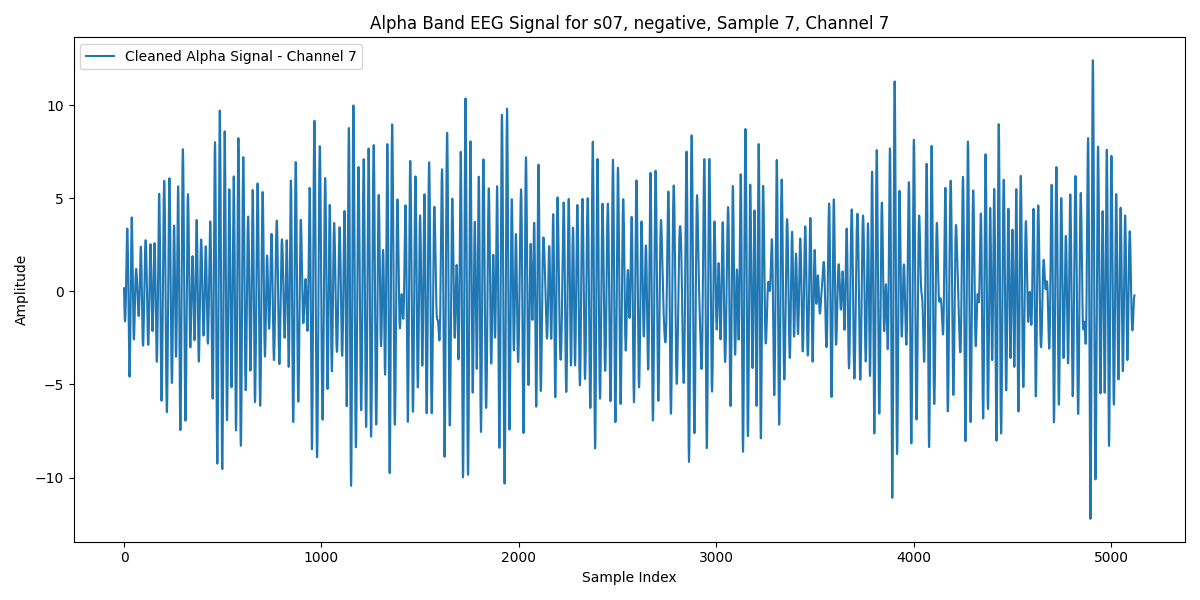 Alpha Band EEG Signal for s07, negative, Sample 7, Channel 7
Cleaned Alpha Signal - Channel 7
Amplitude
10
5
0
−5
−10
0 1000 2000 3000 4000 5000
Sample Index